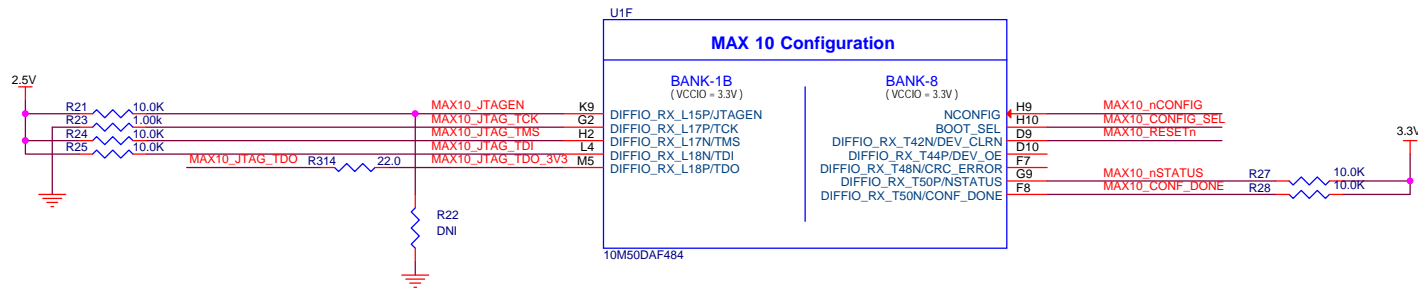 U1F
MAX 10 Configuration
BANK-1B
( VCCIO = 3.3V )
BANK-8
( VCCIO = 3.3V )
2.5V
R21 10.0K MAX10_JTAGEN K9 DIFFIO_RX_L15P/JTAGEN
R23 1.00k MAX10_JTAG_TCK G2 DIFFIO_RX_L17P/TCK
R24 10.0K MAX10_JTAG_TMS H2 DIFFIO_RX_L17N/TMS
R25 10.0K MAX10_JTAG_TDI L4 DIFFIO_RX_L18N/TDI
MAX10_JTAG_TDO R314 22.0 MAX10_JTAG_TDO_3V3 M5 DIFFIO_RX_L18P/TDO
NCONFIG H9 MAX10_nCONFIG
BOOT_SEL H10 MAX10_CONFIG_SEL
DIFFIO_RX_T42N/DEV_CLRN D9 MAX10_RESETn
DIFFIO_RX_T44P/DEV_OE D10
DIFFIO_RX_T48N/CRC_ERROR F7
DIFFIO_RX_T50P/NSTATUS G9 MAX10_nSTATUS R27 10.0K
DIFFIO_RX_T50N/CONF_DONE F8 MAX10_CONF_DONE R28 10.0K
3.3V
R22
DNI
10M50DAF484